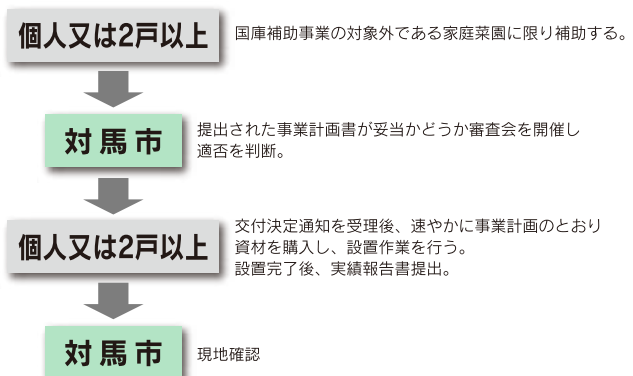 個人又は2戸以上
国庫補助事業の対象外である家庭菜園に限り補助する。
対馬市
提出された事業計画書が妥当かどうか審査会を開催し
適否を判断。
個人又は2戸以上
交付決定通知を受理後、速やかに事業計画のとおり
資材を購入し、設置作業を行う。
設置完了後、実績報告書提出。
対馬市
現地確認